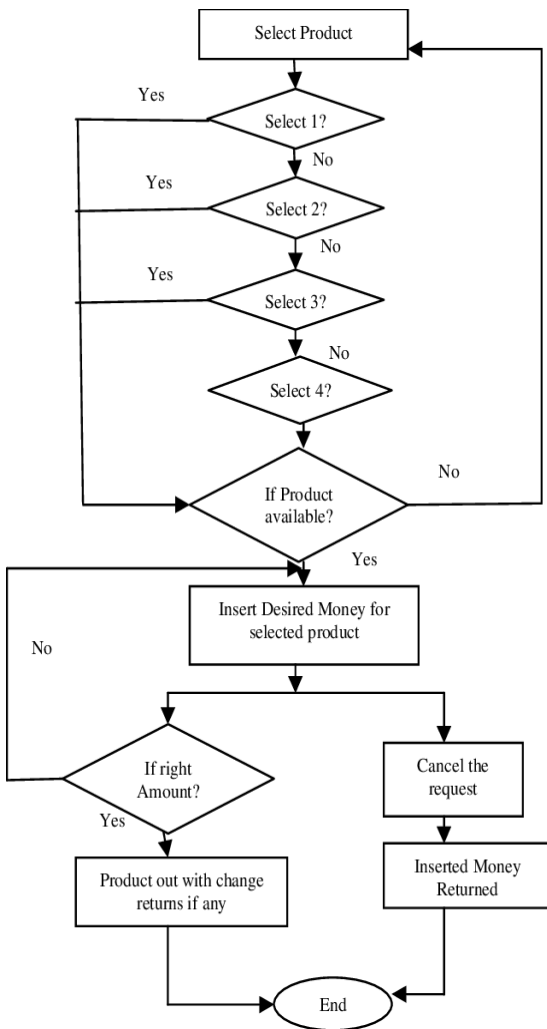 Select Product
Yes
Select 1?
No
Yes
Select 2?
No
Yes
Select 3?
No
Select 4?
No
If Product
available?
Yes
Insert Desired Money for
selected product
No
If right
Amount?
Cancel the
request
Yes
Product out with change
returns if any
Inserted Money
Returned
End